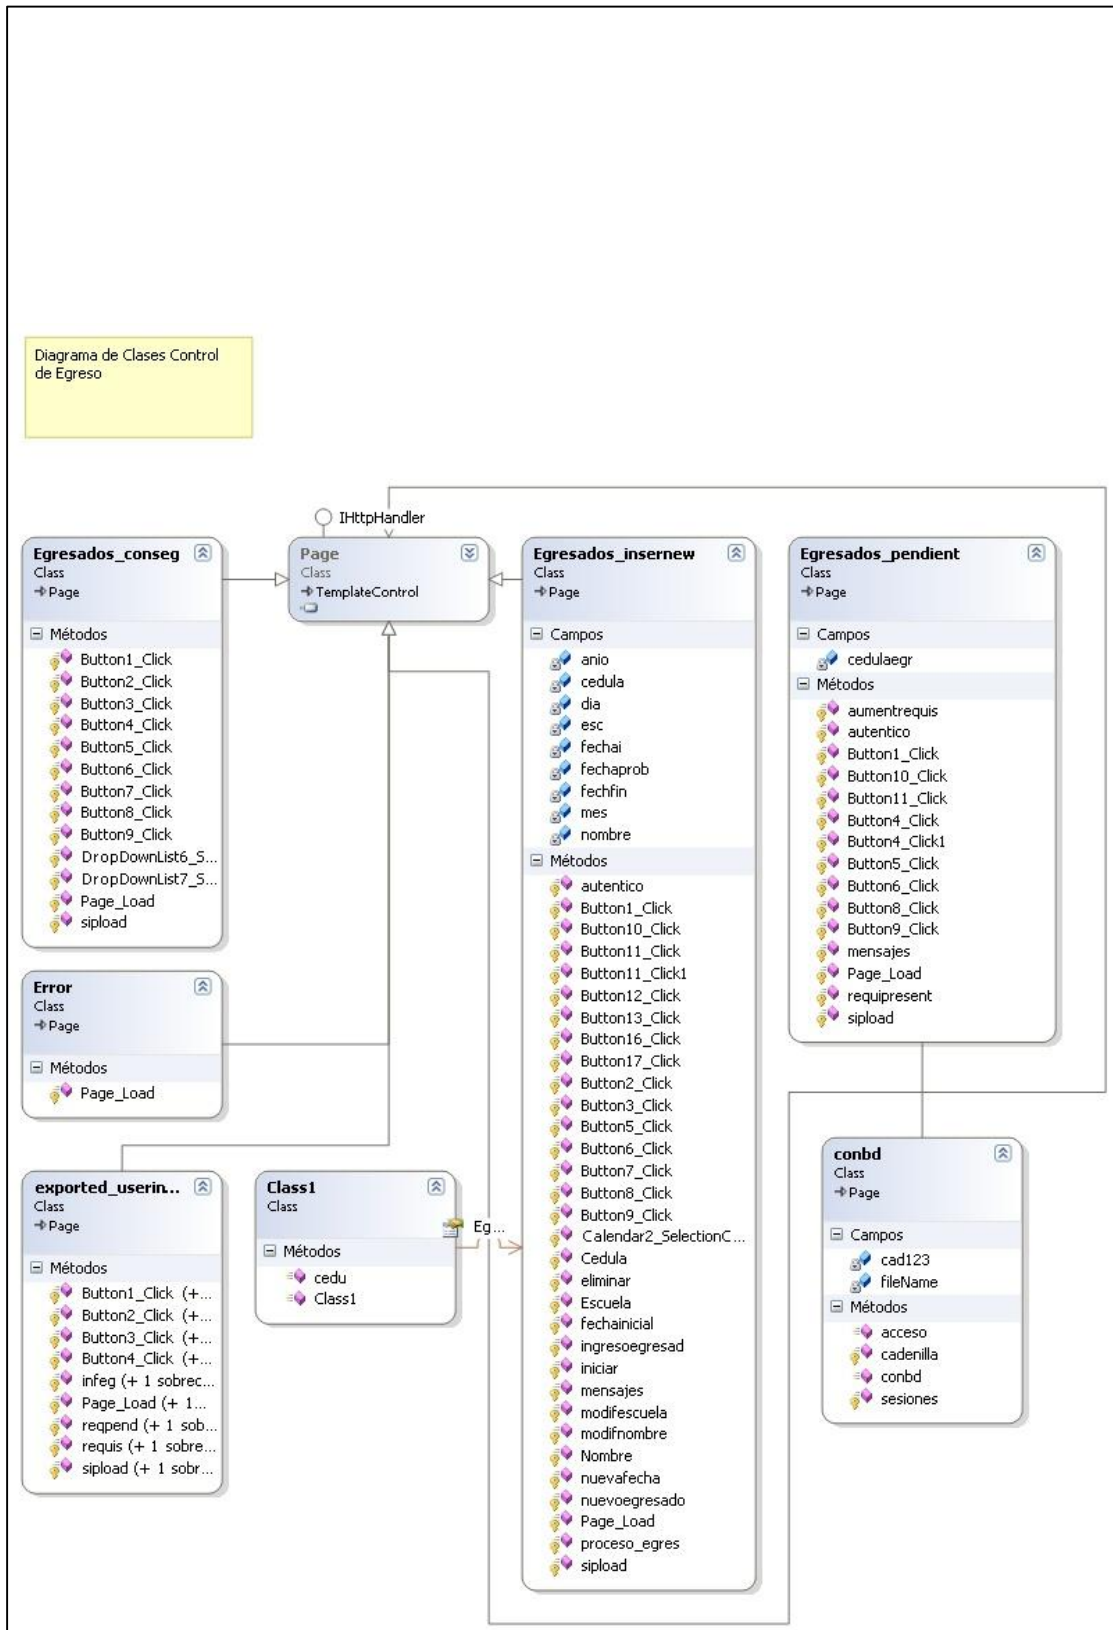 Diagrama de Clases Control
de Egreso
IHttpHandler
Egresados_conseg
Class
Page
Métodos
Button1_Click
Button2_Click
Button3_Click
Button4_Click
Button5_Click
Button6_Click
Button7_Click
Button8_Click
Button9_Click
DropDownList6_S...
DropDownList7_S...
Page_Load
sipload
Page
Class
TemplateControl
Egresados_insernew
Class
Page
Campos
anio
cedula
dia
esc
fechai
fechaprob
fechfin
mes
nombre
Métodos
autentico
Button1_Click
Button10_Click
Button11_Click
Button11_Click1
Button12_Click
Button13_Click
Button16_Click
Button17_Click
Button2_Click
Button3_Click
Button5_Click
Button6_Click
Button7_Click
Button8_Click
Button9_Click
Calendar2_SelectionC...
Cedula
eliminar
Escuela
fechainicial
ingresoegresad
iniciar
mensajes
modifescuela
modifnombre
Nombre
nuevafecha
nuevoegresado
Page_Load
proceso_egres
sipload
Egresados_pendient
Class
Page
Campos
cedulaegr
Métodos
aumentrequis
autentico
Button1_Click
Button10_Click
Button11_Click
Button4_Click
Button4_Click1
Button5_Click
Button6_Click
Button8_Click
Button9_Click
mensajes
Page_Load
requipresent
sipload
Error
Class
Page
Métodos
Page_Load
exported_userin...
Class
Page
Métodos
Button1_Click (+...
Button2_Click (+...
Button3_Click (+...
Button4_Click (+...
infeg (+ 1 sobrec...
Page_Load (+ 1...
reqpend (+ 1 sob...
requis (+ 1 sobre...
sipload (+ 1 sobr...
Class1
Class
Métodos
cedu
Class1
Eg...
conbd
Class
Page
Campos
cad123
fileName
Métodos
acceso
cadenilla
conbd
sesiones